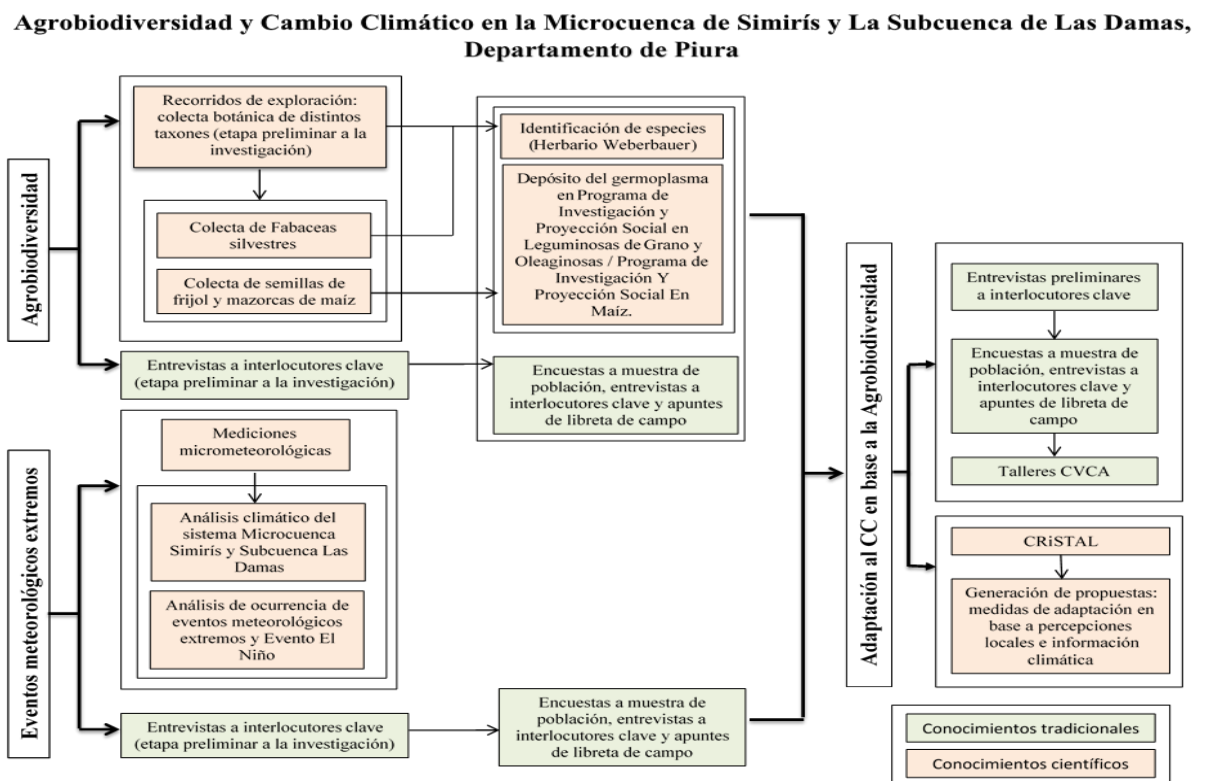 Agrobiodiversidad y Cambio Climático en la Microcuenca de Simirís y La Subcuenca de Las Damas,
Departamento de Piura
Agrobiodiversidad
Recorridos de exploración:
colecta botánica de distintos
taxones (etapa preliminar a la
investigación)
Colecta de Fabaceas
silvestres
Colecta de semillas de
frijol y mazorcas de maíz
Entrevistas a interlocutores clave
(etapa preliminar a la investigación)
Identificación de especies
(Herbario Weberbauer)
Depósito del germoplasma
en Programa de
Investigación y
Proyección Social en
Leguminosas de Grano y
Oleaginosas / Programa de
Investigación Y
Proyección Social En
Maíz.
Encuestas a muestra de
población, entrevistas a
interlocutores clave y apuntes
de libreta de campo
Eventos meteorológicos extremos
Mediciones
micrometeorológicas
Análisis climático del
sistema Microcuenca
Simirís y Subcuenca Las
Damas
Análisis de ocurrencia de
eventos meteorológicos
extremos y Evento El
Niño
Entrevistas a interlocutores clave
(etapa preliminar a la investigación)
Encuestas a muestra de
población, entrevistas a
interlocutores clave y apuntes
de libreta de campo
Adaptación al CC en base a la Agrobiodiversidad
Entrevistas preliminares
a interlocutores clave
Encuestas a muestra de
población, entrevistas a
interlocutores clave y
apuntes de libreta de
campo
Talleres CVCA
CRiSTAL
Generación de propuestas:
medidas de adaptación en
base a percepciones
locales e información
climática
Conocimientos tradicionales
Conocimientos científicos